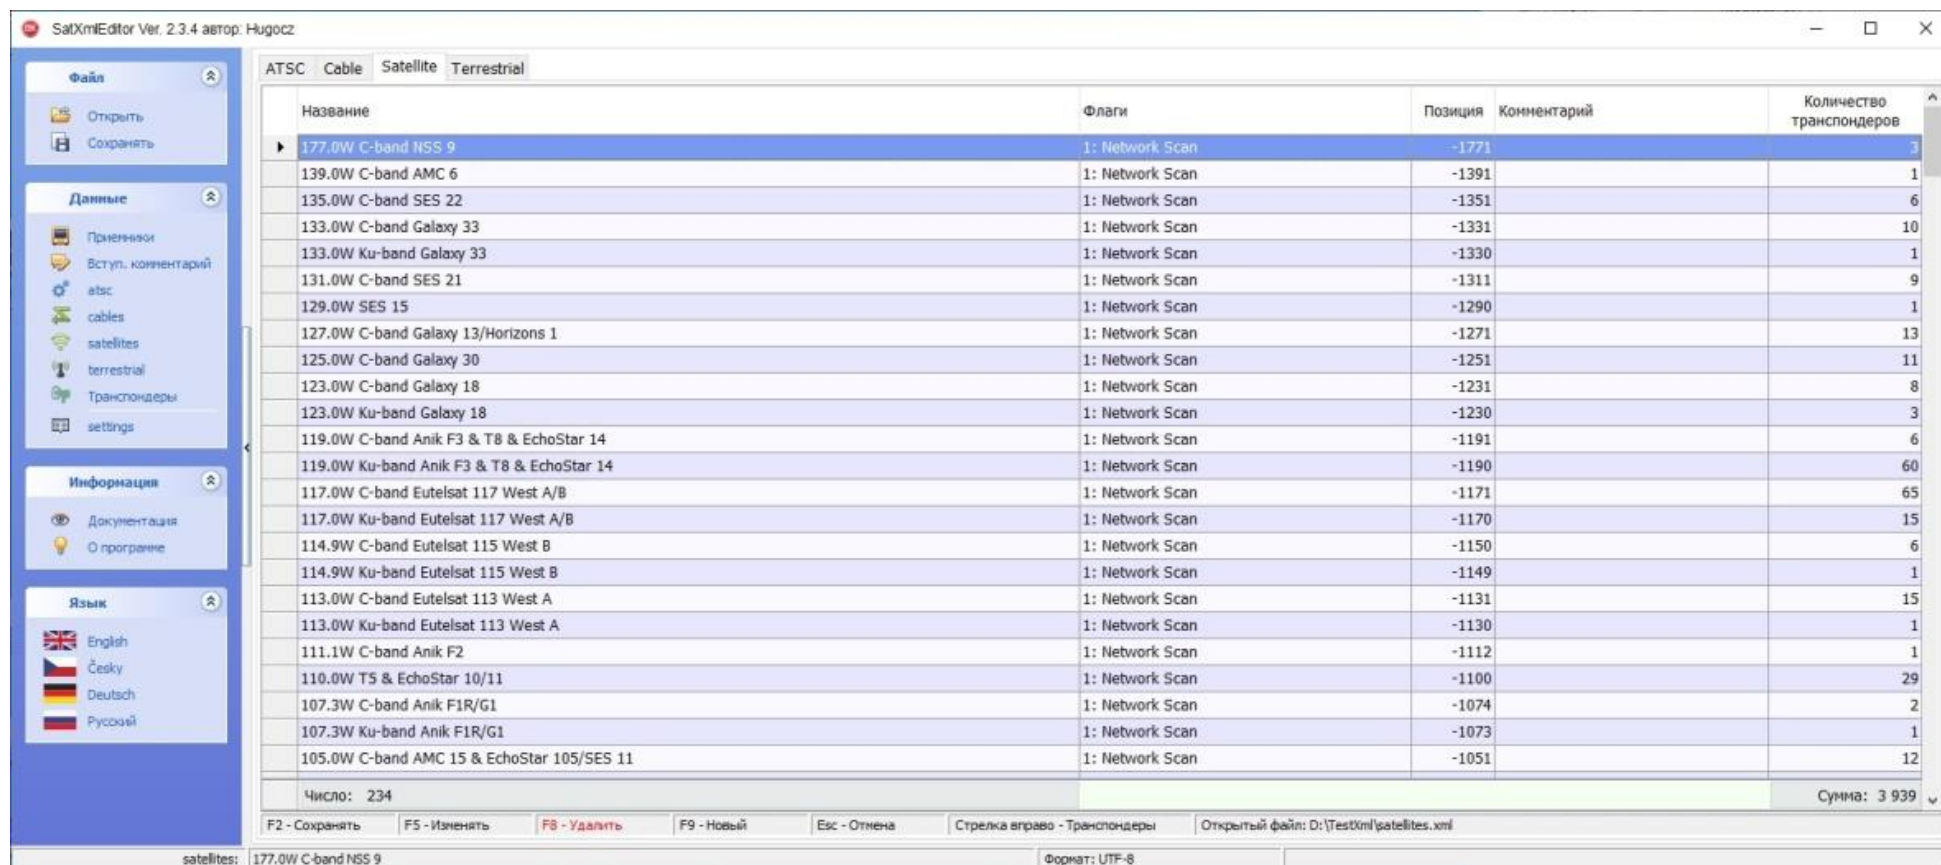 SatXmlEditor Ver. 2.3.4 автор: Hugocz
Файл
Открыть
Сохранять
Данные
Приемники
Вступ. комментарий
atsc
cables
satellites
terrestrial
Транспондеры
settings
Информация
Документация
О програмне
Язык
English
Česky
Deutsch
Русский
ATSC Cable Satellite Terrestrial
Название Флаги Позиция Комментарий Количество транспондеров
177.0W C-band NSS 9 1: Network Scan -1771 3
139.0W C-band AMC 6 1: Network Scan -1391 1
135.0W C-band SES 22 1: Network Scan -1351 6
133.0W C-band Galaxy 33 1: Network Scan -1331 10
133.0W Ku-band Galaxy 33 1: Network Scan -1330 1
131.0W C-band SES 21 1: Network Scan -1311 9
129.0W SES 15 1: Network Scan -1290 1
127.0W C-band Galaxy 13/Horizons 1 1: Network Scan -1271 13
125.0W C-band Galaxy 30 1: Network Scan -1251 11
123.0W C-band Galaxy 18 1: Network Scan -1231 8
123.0W Ku-band Galaxy 18 1: Network Scan -1230 3
119.0W C-band Anik F3 & T8 & EchoStar 14 1: Network Scan -1191 6
119.0W Ku-band Anik F3 & T8 & EchoStar 14 1: Network Scan -1190 60
117.0W C-band Eutelsat 117 West A/B 1: Network Scan -1171 65
117.0W Ku-band Eutelsat 117 West A/B 1: Network Scan -1170 15
114.9W C-band Eutelsat 115 West B 1: Network Scan -1150 6
114.9W Ku-band Eutelsat 115 West B 1: Network Scan -1149 1
113.0W C-band Eutelsat 113 West A 1: Network Scan -1131 15
113.0W Ku-band Eutelsat 113 West A 1: Network Scan -1130 1
111.1W C-band Anik F2 1: Network Scan -1112 1
110.0W T5 & EchoStar 10/11 1: Network Scan -1100 29
107.3W C-band Anik F1R/G1 1: Network Scan -1074 2
107.3W Ku-band Anik F1R/G1 1: Network Scan -1073 1
105.0W C-band AMC 15 & EchoStar 105/SES 11 1: Network Scan -1051 12
Число: 234 Сумма: 3 939
F2 - Сохранять F5 - Изменять F8 - Удалить F9 - Новый Esc - Отмена Стрелка вправо - Транспондеры Открытый файл: D:\TestXml\satellites.xml
satellites: 177.0W C-band NSS 9 Формат: UTF-8